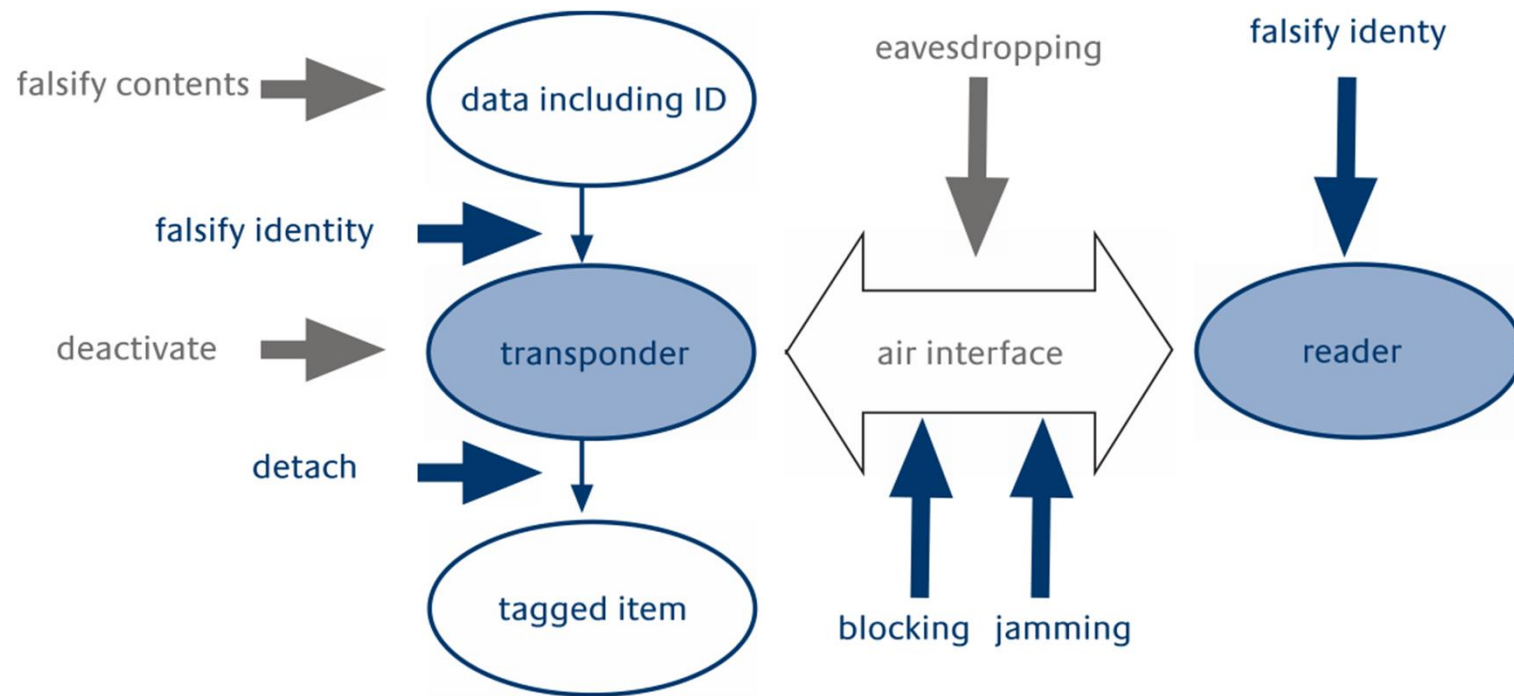 falsify contents
data including ID
eavesdropping
falsify identy
falsify identity
deactivate
transponder
air interface
reader
detach
tagged item
blocking
jamming